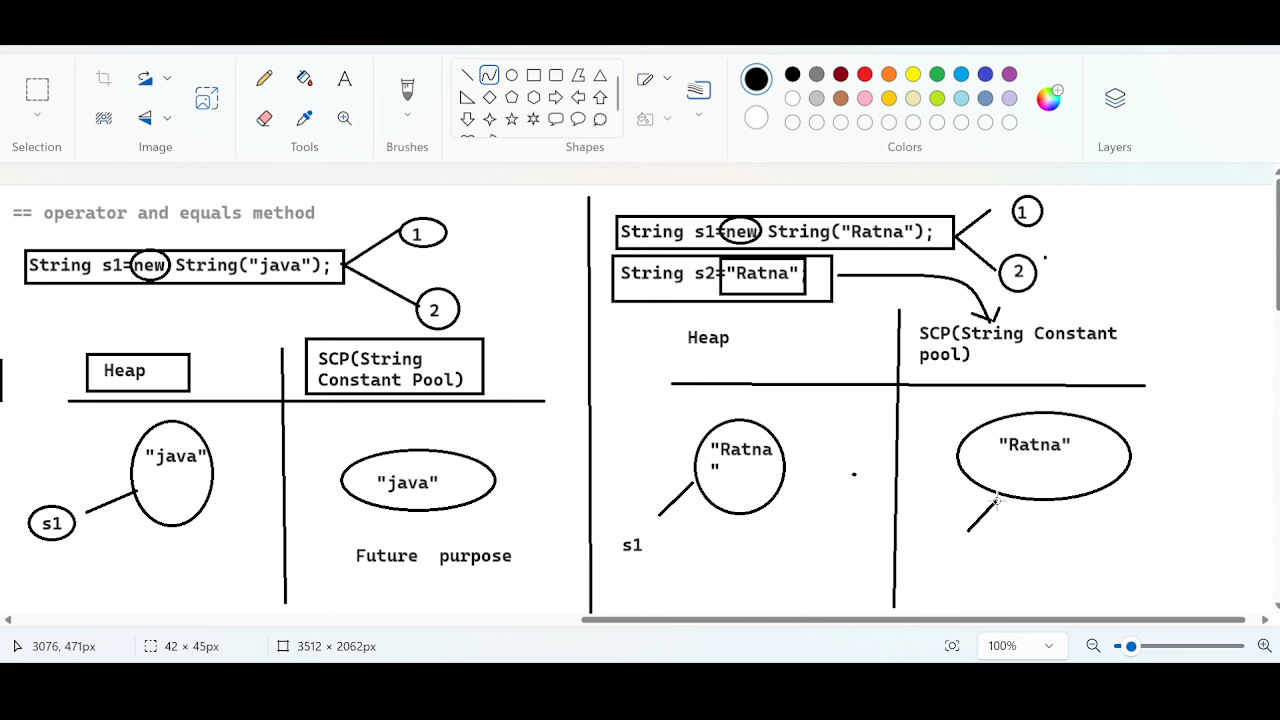 Selection
Image
Tools
Brushes
Shapes
Colors
Layers
== operator and equals method
String s1=new String("java");
1
2
Heap
SCP(String
Constant Pool)
"java"
"java"
s1
Future purpose
String s1=new String("Ratna");
1
String s2="Ratna";
2
Heap
SCP(String Constant
pool)
"Ratna
"
"Ratna"
s1
3076, 471px
42 × 45px
3512 × 2062px
100%